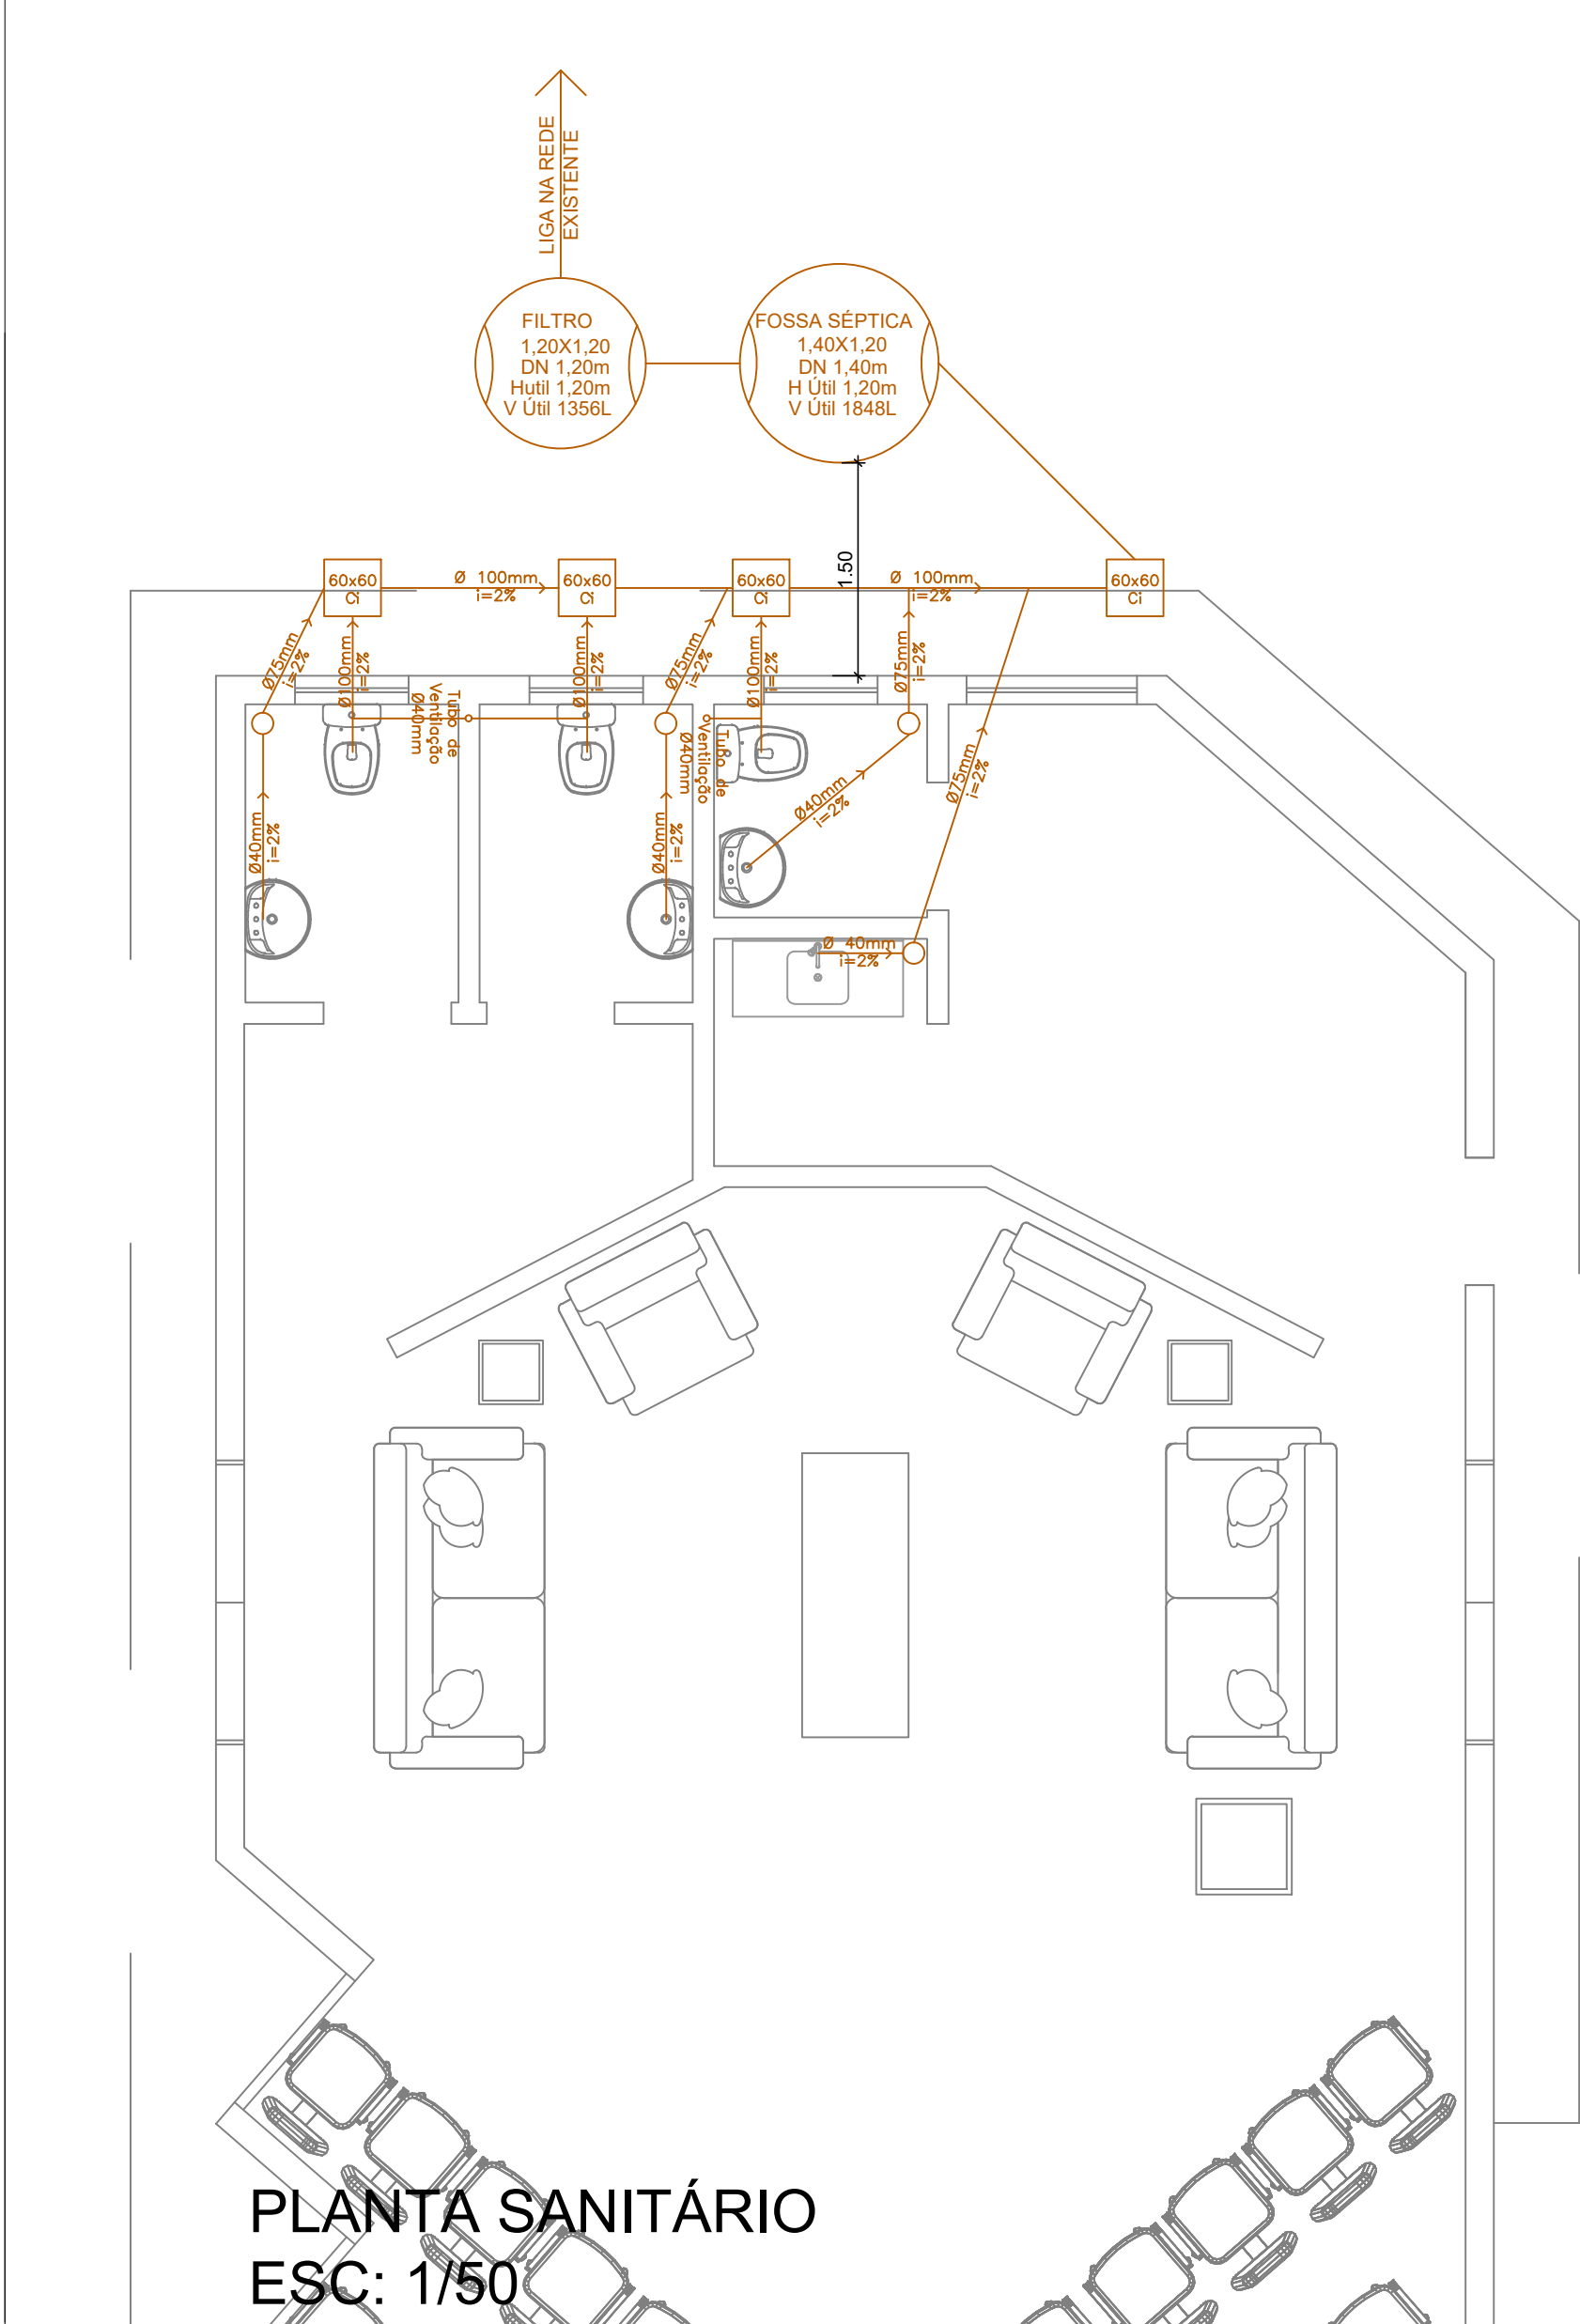 LIGA NA REDE
EXISTENTE
FILTRO
1,20X1,20
DN 1,20m
Hutil 1,20m
V Útil 1356L
FOSSA SÉPTICA
1,40X1,20
DN 1,40m
H Útil 1,20m
V Útil 1848L
1.50
60x60
Ci
Ø 100mm
i=2%
60x60
Ci
60x60
Ci
Ø 100mm
i=2%
60x60
Ci
Ø75mm
i=2%
Ø100mm
i=2%
Ø100mm
i=2%
Ø75mm
i=2%
Ø100mm
i=2%
Ø75mm
i=2%
Tubo de
Ventilação
Ø40mm
Tubo de
Ventilação
Ø40mm
Ø75mm
i=2%
Ø40mm
i=2%
Ø40mm
i=2%
Ø40mm
i=2%
Ø 40mm
i=2%
PLANTA SANITÁRIO
ESC: 1/50